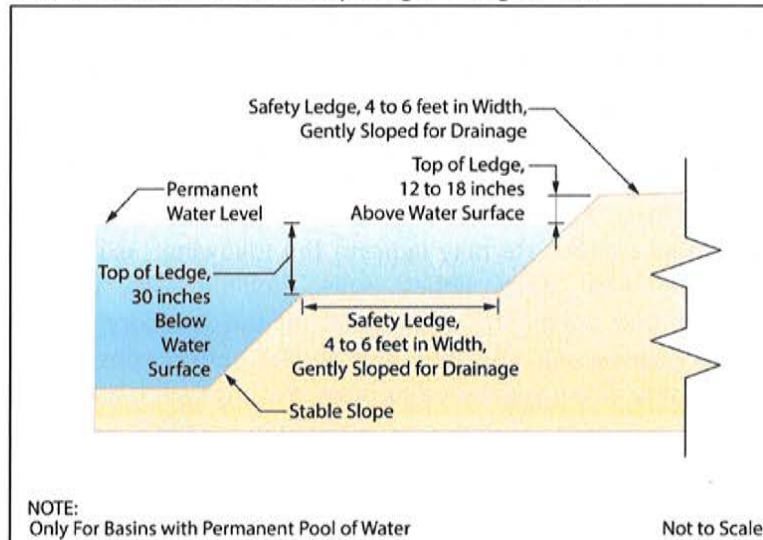 Safety Ledge, 4 to 6 feet in Width,
Gently Sloped for Drainage
Top of Ledge,
12 to 18 inches
Above Water Surface
Permanent
Water Level
Top of Ledge,
30 inches
Below
Water
Surface
Safety Ledge,
4 to 6 feet in Width,
Gently Sloped for Drainage
Stable Slope
NOTE:
Only For Basins with Permanent Pool of Water
Not to Scale